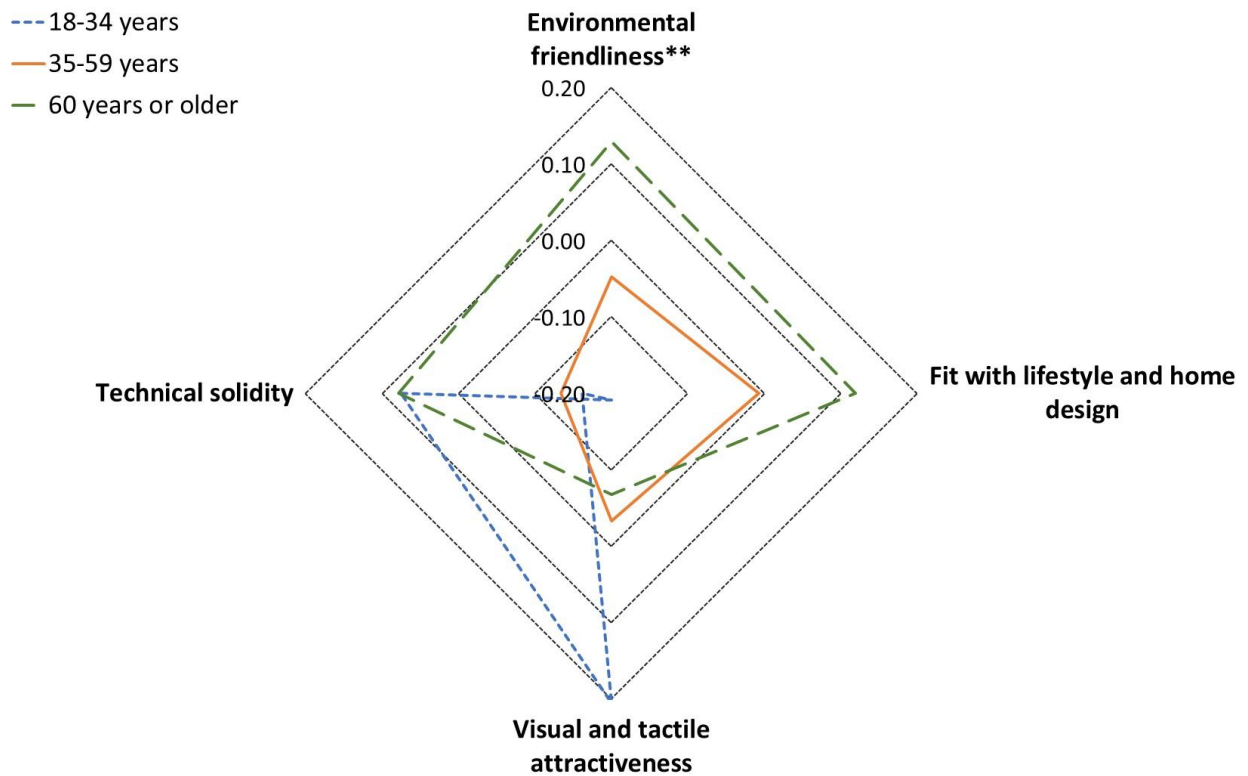 18-34 years
35-59 years
60 years or older
Environmental
friendliness**
0.20
0.10
0.00
-0.10
-0.20
Technical solidity
Fit with lifestyle and home
design
Visual and tactile
attractiveness